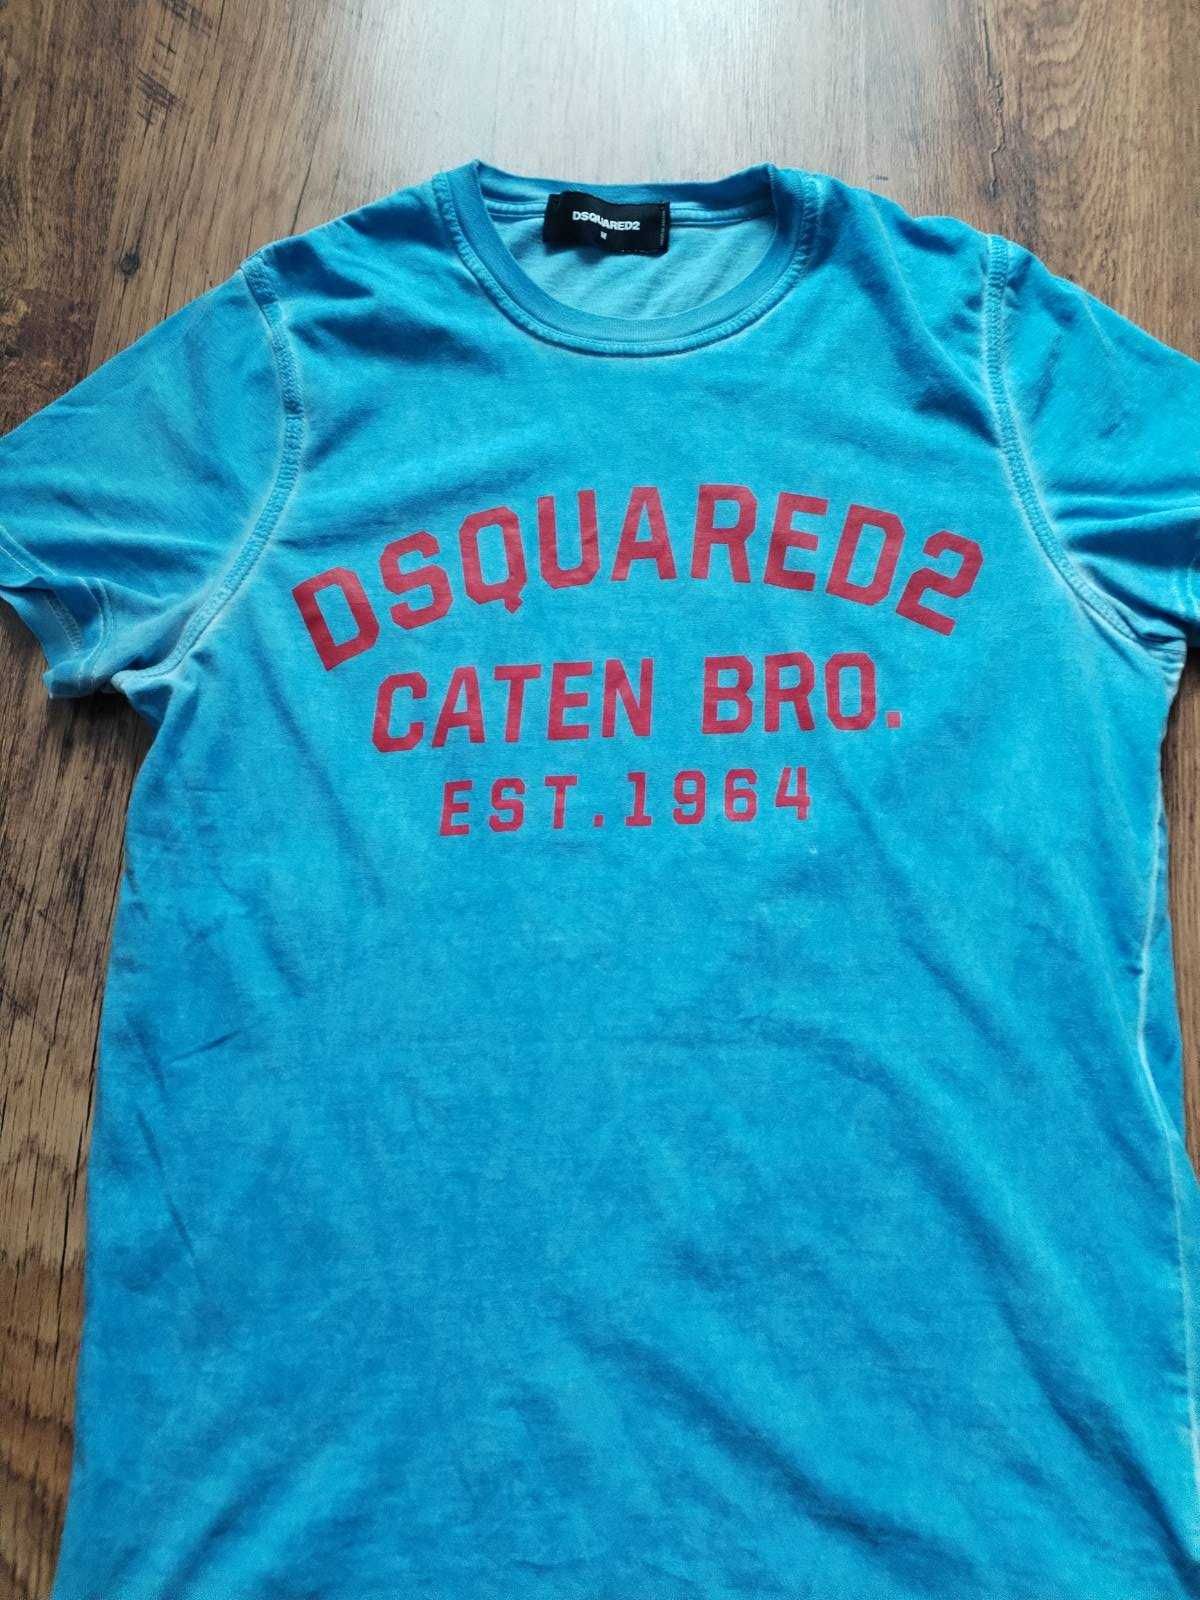 DSQUARED2
M
DSQUARED2
CATEN BRO.
EST.1964